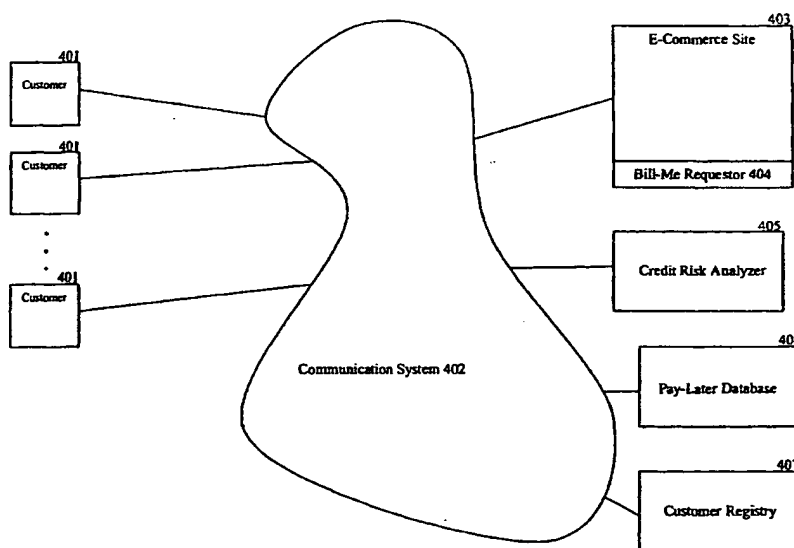 401
Customer
401
Customer
401
Customer
Communication System 402
403
E-Commerce Site
Bill-Me Requestor 404
405
Credit Risk Analyzer
Pay-Later Database
407
Customer Registry